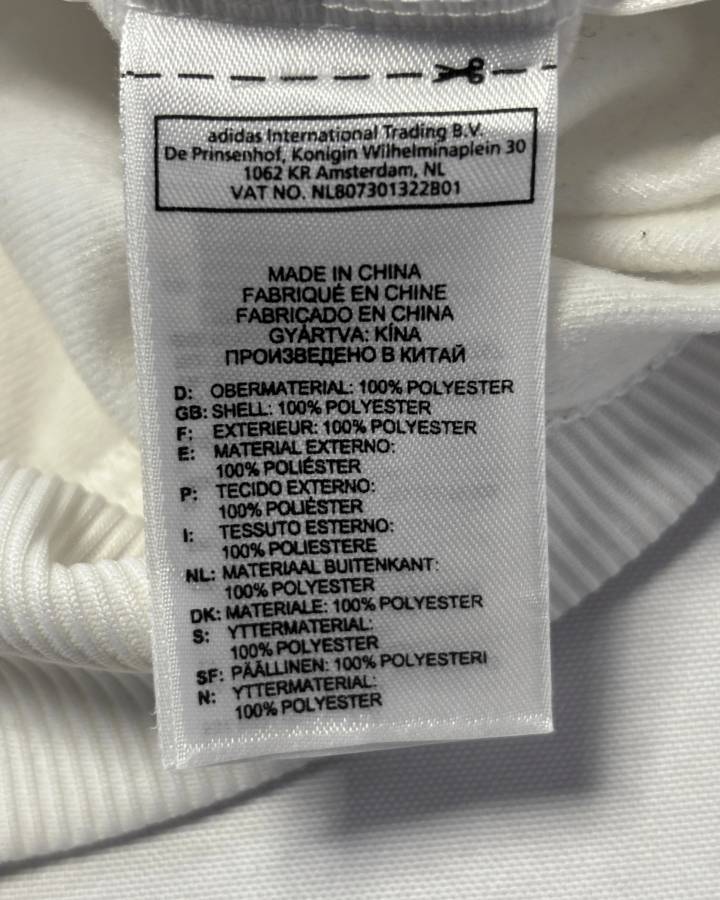 adidas International Trading B.V.
De Prinsenhof, Konigin Wilhelminaplein 30
1062 KR Amsterdam, NL
VAT NO. NL807301322B01
MADE IN CHINA
FABRIQUÉ EN CHINE
FABRICADO EN CHINA
GYÁRTVA: KÍNA
ПРОИЗВЕДЕНО В КИТАЙ
D: OBERMATERIAL: 100% POLYESTER
GB: SHELL: 100% POLYESTER
F: EXTERIEUR: 100% POLYESTER
E: MATERIAL EXTERNO:
100% POLIÉSTER
P: TECIDO EXTERNO:
100% POLIÉSTER
I: TESSUTO ESTERNO:
100% POLIESTERE
NL: MATERIAAL BUITENKANT:
100% POLYESTER
DK: MATERIALE: 100% POLYESTER
S: YTTERMATERIAL:
100% POLYESTER
SF: PÄÄLLINEN: 100% POLYESTERI
N: YTTERMATERIAL:
100% POLYESTER